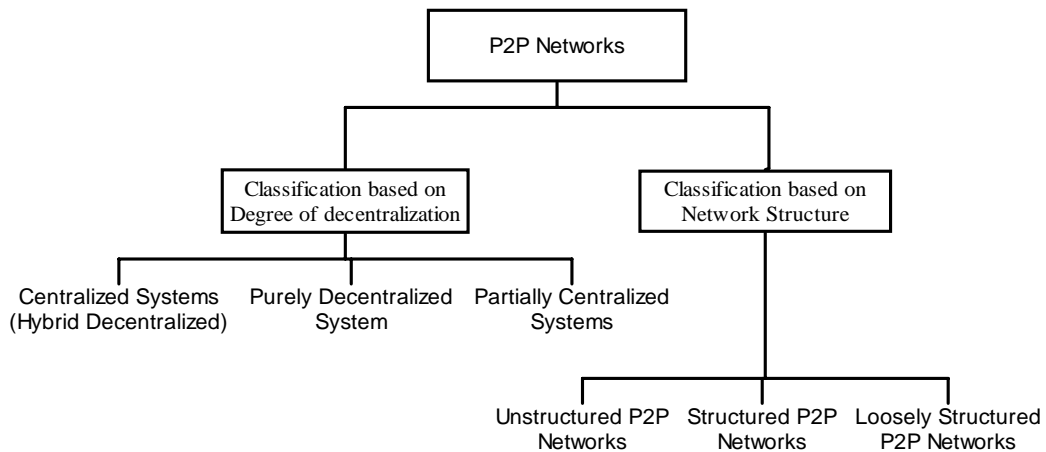 P2P Networks
Classification based on
Degree of decentralization
Classification based on
Network Structure
Centralized Systems
(Hybrid Decentralized)
Purely Decentralized
System
Partially Centralized
Systems
Unstructured P2P
Networks
Structured P2P
Networks
Loosely Structured
P2P Networks